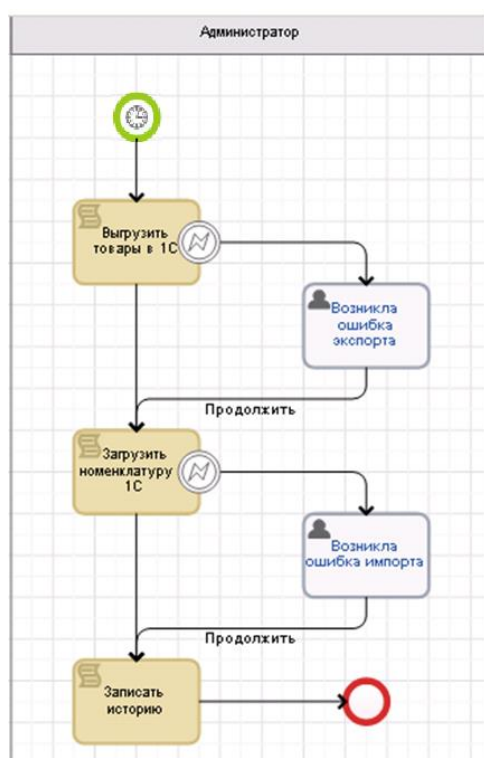 Администратор
Выгрузить
товары в 1С
Возникла
ошибка
экспорта
Продолжить
Загрузить
номенклатуру
1С
Возникла
ошибка импорта
Продолжить
Записать
историю